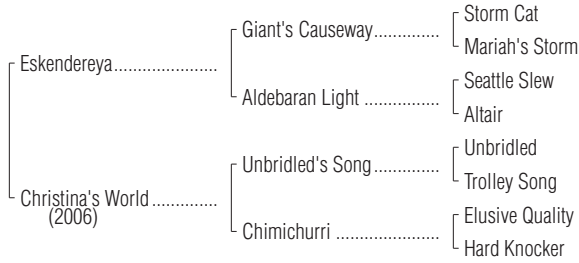 Storm Cat
Giant's Causeway..............
Mariah's Storm
Eskendereya......................
Seattle Slew
Aldebaran Light ................
Altair
Unbridled
Unbridled's Song..............
Trolley Song
Christina's World..............
(2006)
Elusive Quality
Chimichurri ......................
Hard Knocker